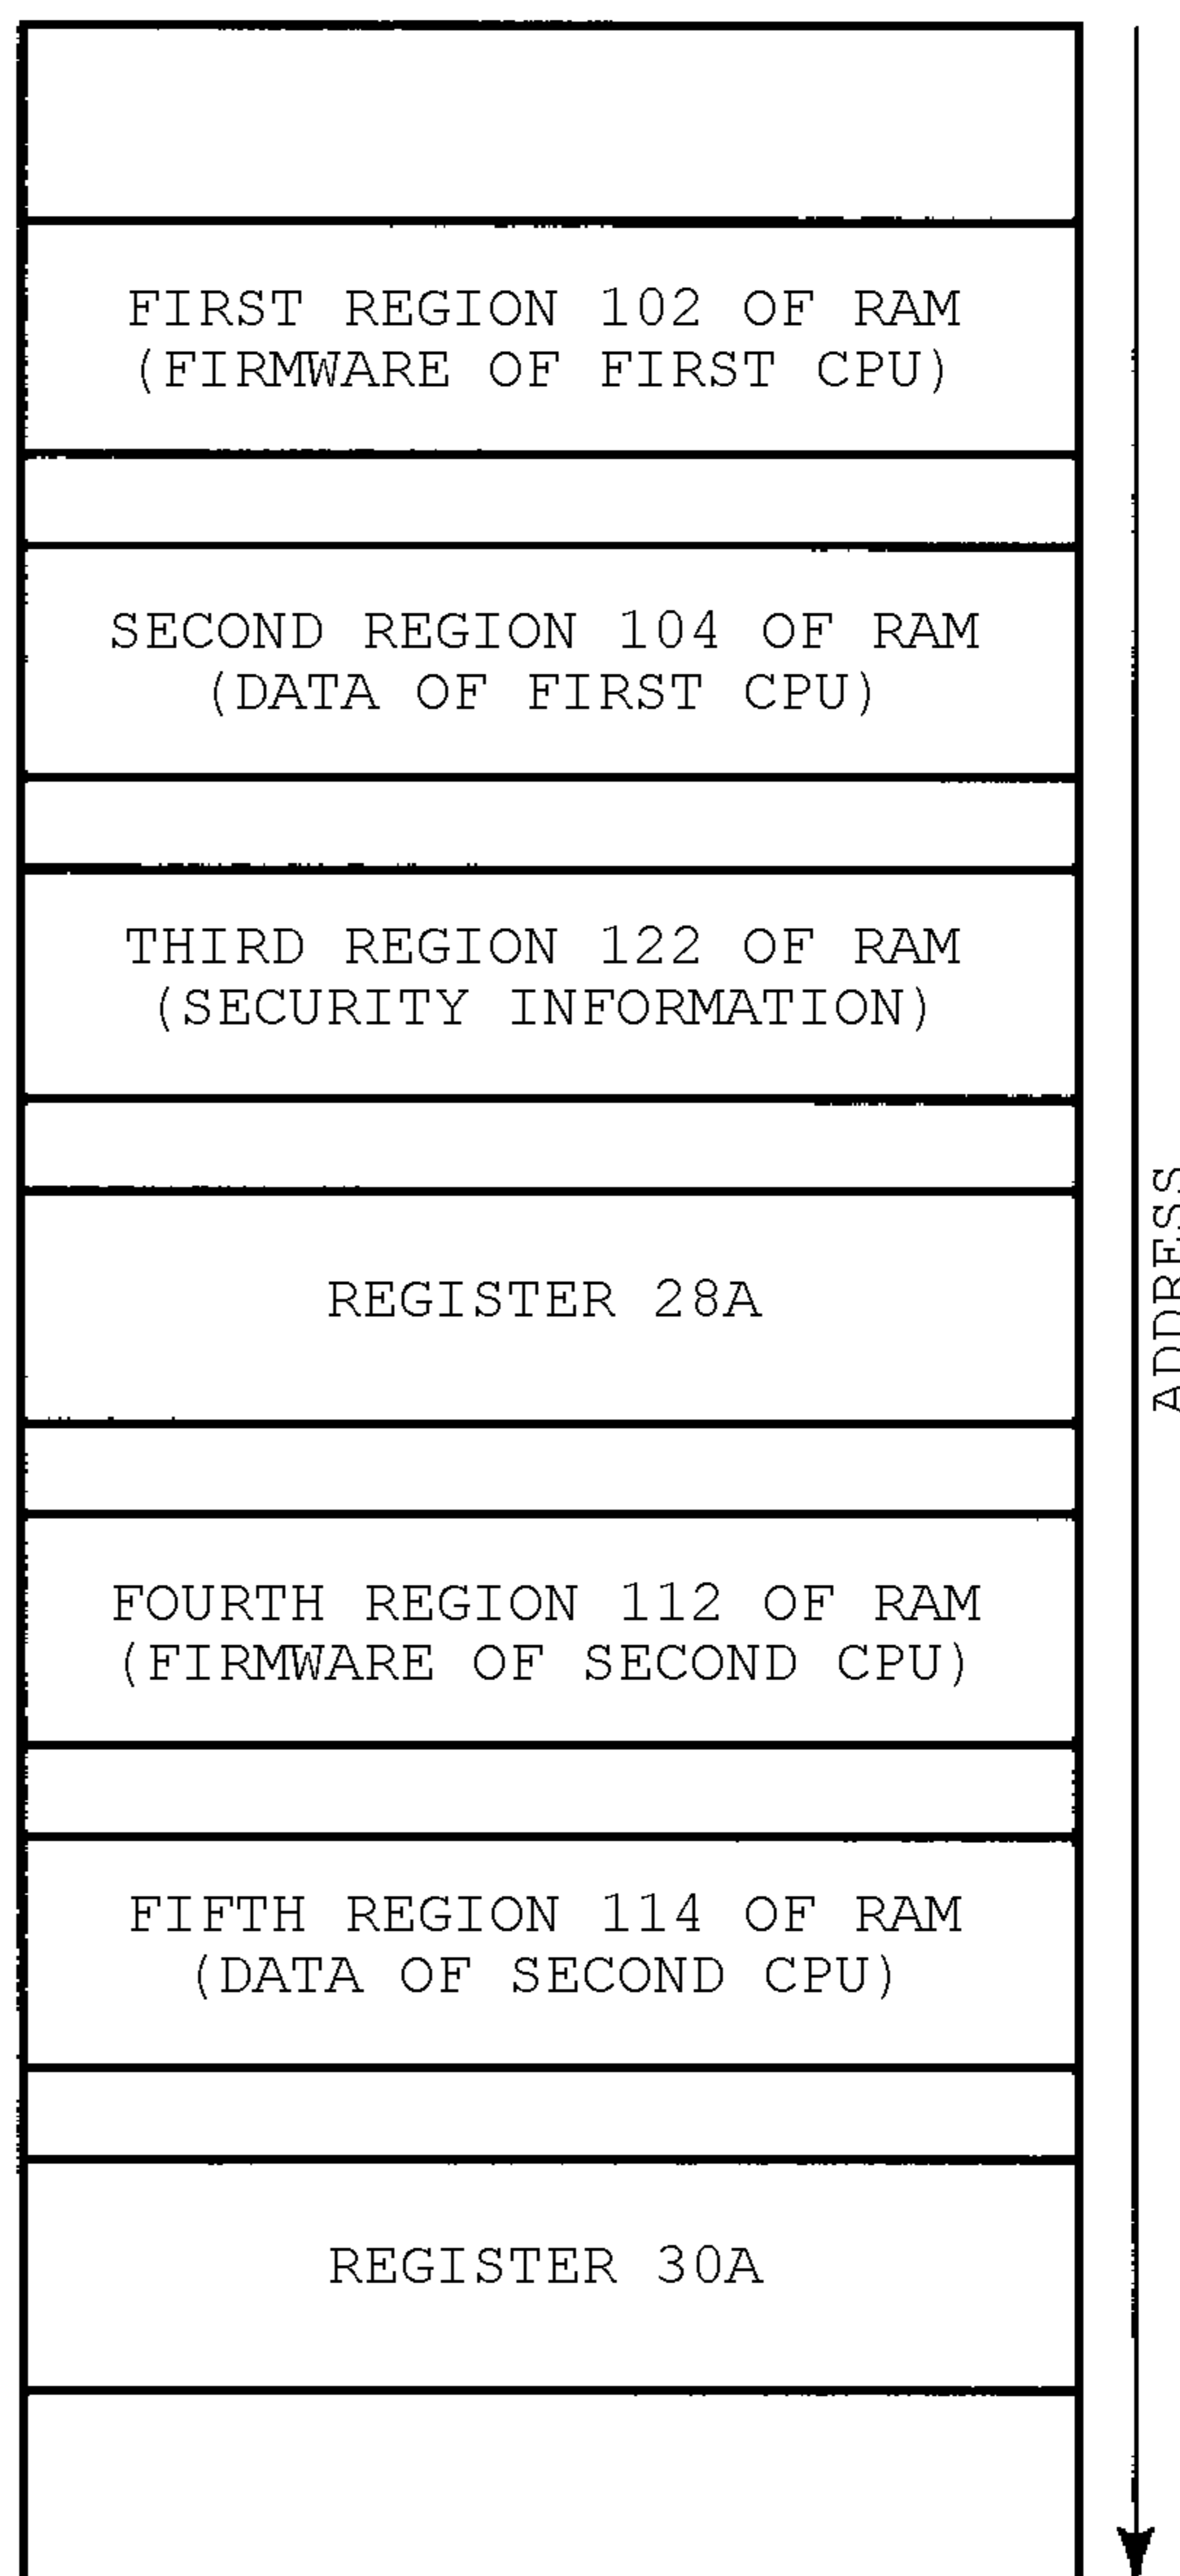 FIRST REGION 102 OF RAM
(FIRMWARE OF FIRST CPU)
SECOND REGION 104 OF RAM
(DATA OF FIRST CPU)
THIRD REGION 122 OF RAM
(SECURITY INFORMATION)
REGISTER 28A
ADDRESS
FOURTH REGION 112 OF RAM
(FIRMWARE OF SECOND CPU)
FIFTH REGION 114 OF RAM
(DATA OF SECOND CPU)
REGISTER 30A